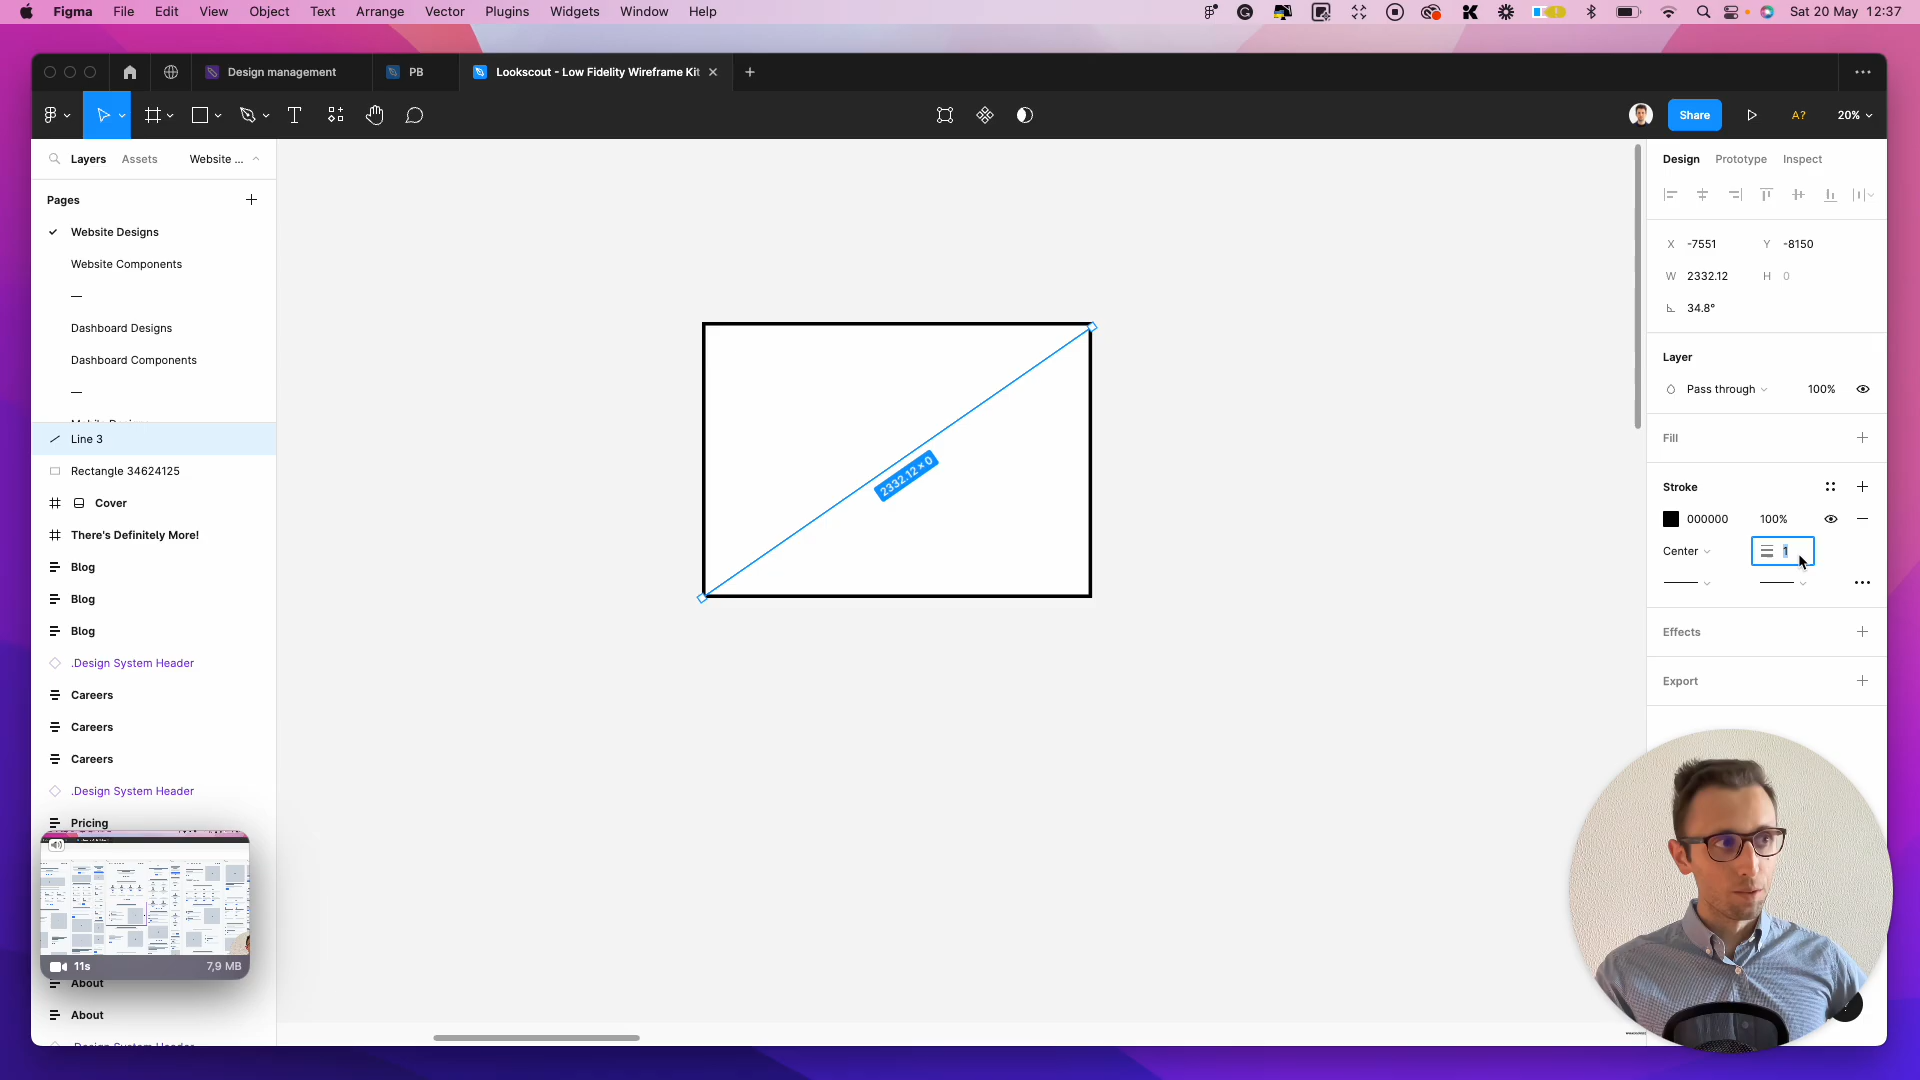 Figma File Edit View Object Text Arrange Vector Plugins Widgets Window Help Sat 20 May 12:37
Design management PB Lookscout - Low Fidelity Wireframe Kit
Share A? 20%
Layers Assets Website ...
Pages
Website Designs
Website Components
—
Dashboard Designs
Dashboard Components
—
Line 3
Rectangle 34624125
Cover
There's Definitely More!
Blog
Blog
Blog
.Design System Header
Careers
Careers
Careers
.Design System Header
Pricing
11s 7,9 MB
About
About
.Design System Header
2332.12 × 0
Design Prototype Inspect
X -7551 Y -8150
W 2332.12 H 0
34.8°
Layer
Pass through 100%
Fill
Stroke
000000 100%
Center 1
Effects
Export